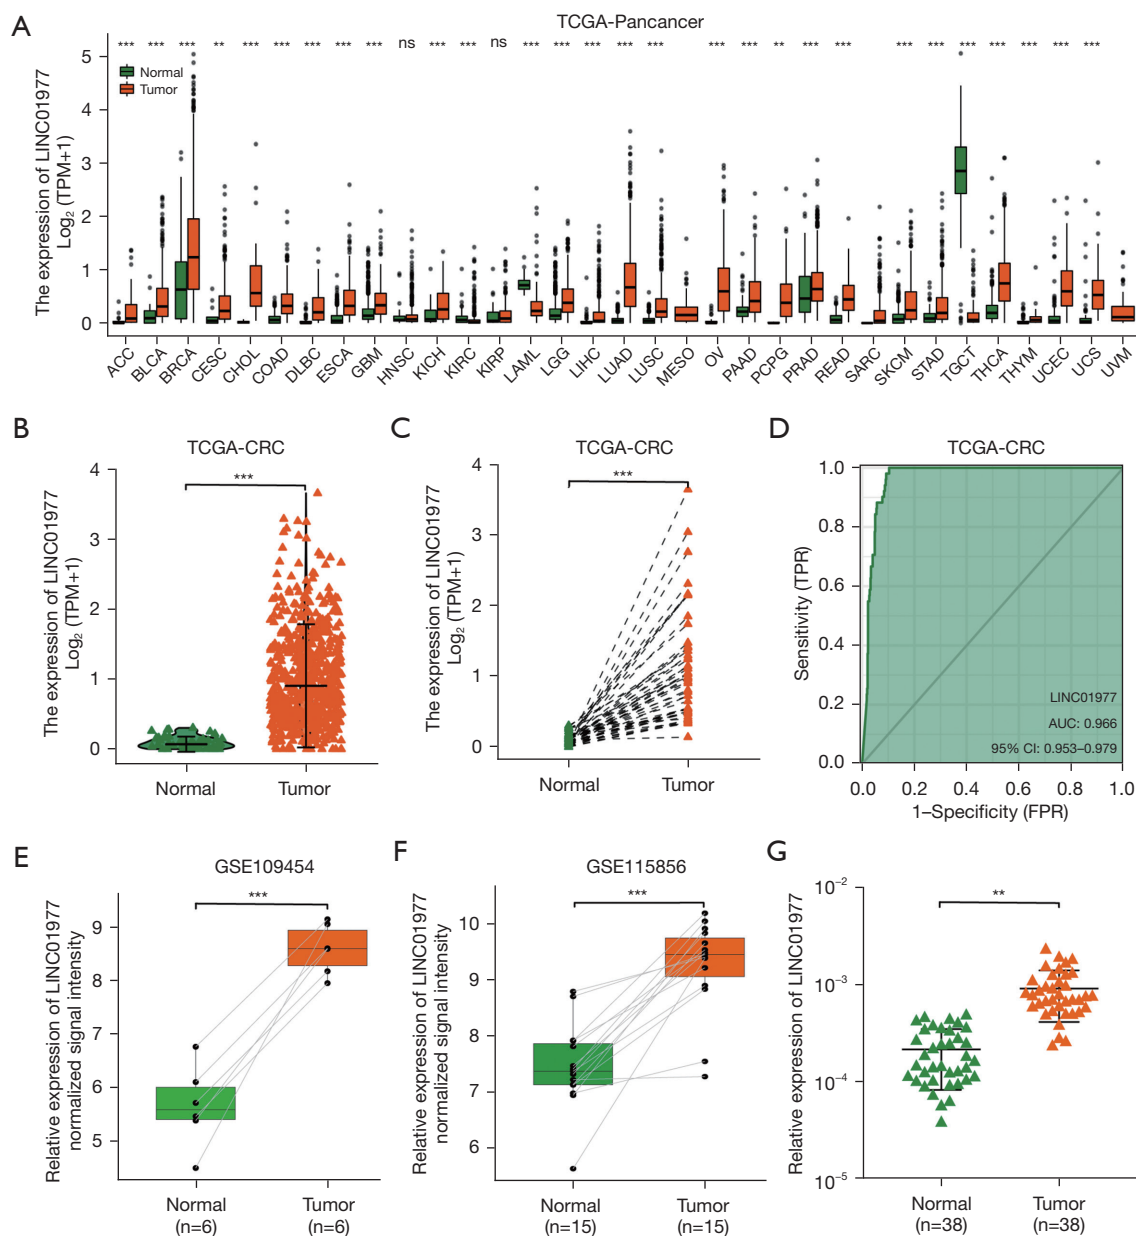 A
TCGA-Pancancer
*** *** *** ** *** *** *** *** *** ns *** *** ns *** *** *** *** *** *** *** ** *** *** *** *** *** *** *** *** ***
The expression of LINC01977
Log₂ (TPM+1)
Normal
Tumor
5
4
3
2
1
0
ACC BLCA BRCA CESC CHOL COAD DLBC ESCA GBM HNSC KICH KIRC KIRP LAML LGG LIHC LUAD LUSC MESO OV PAAD PCPG PRAD READ SARC SKCM STAD TGCT THCA THYM UCEC UCS UVM
B
TCGA-CRC
***
The expression of LINC01977
Log₂ (TPM+1)
4
3
2
1
0
Normal Tumor
C
TCGA-CRC
***
The expression of LINC01977
Log₂ (TPM+1)
4
3
2
1
0
Normal Tumor
D
TCGA-CRC
Sensitivity (TPR)
1.0
0.8
0.6
0.4
0.2
0.0
LINC01977
AUC: 0.966
95% CI: 0.953–0.979
0.0 0.2 0.4 0.6 0.8 1.0
1–Specificity (FPR)
E
GSE109454
***
Relative expression of LINC01977
normalized signal intensity
9
8
7
6
5
Normal Tumor
(n=6) (n=6)
F
GSE115856
***
Relative expression of LINC01977
normalized signal intensity
10
9
8
7
6
Normal Tumor
(n=15) (n=15)
G
**
Relative expression of LINC01977
10⁻²
10⁻³
10⁻⁴
10⁻⁵
Normal Tumor
(n=38) (n=38)